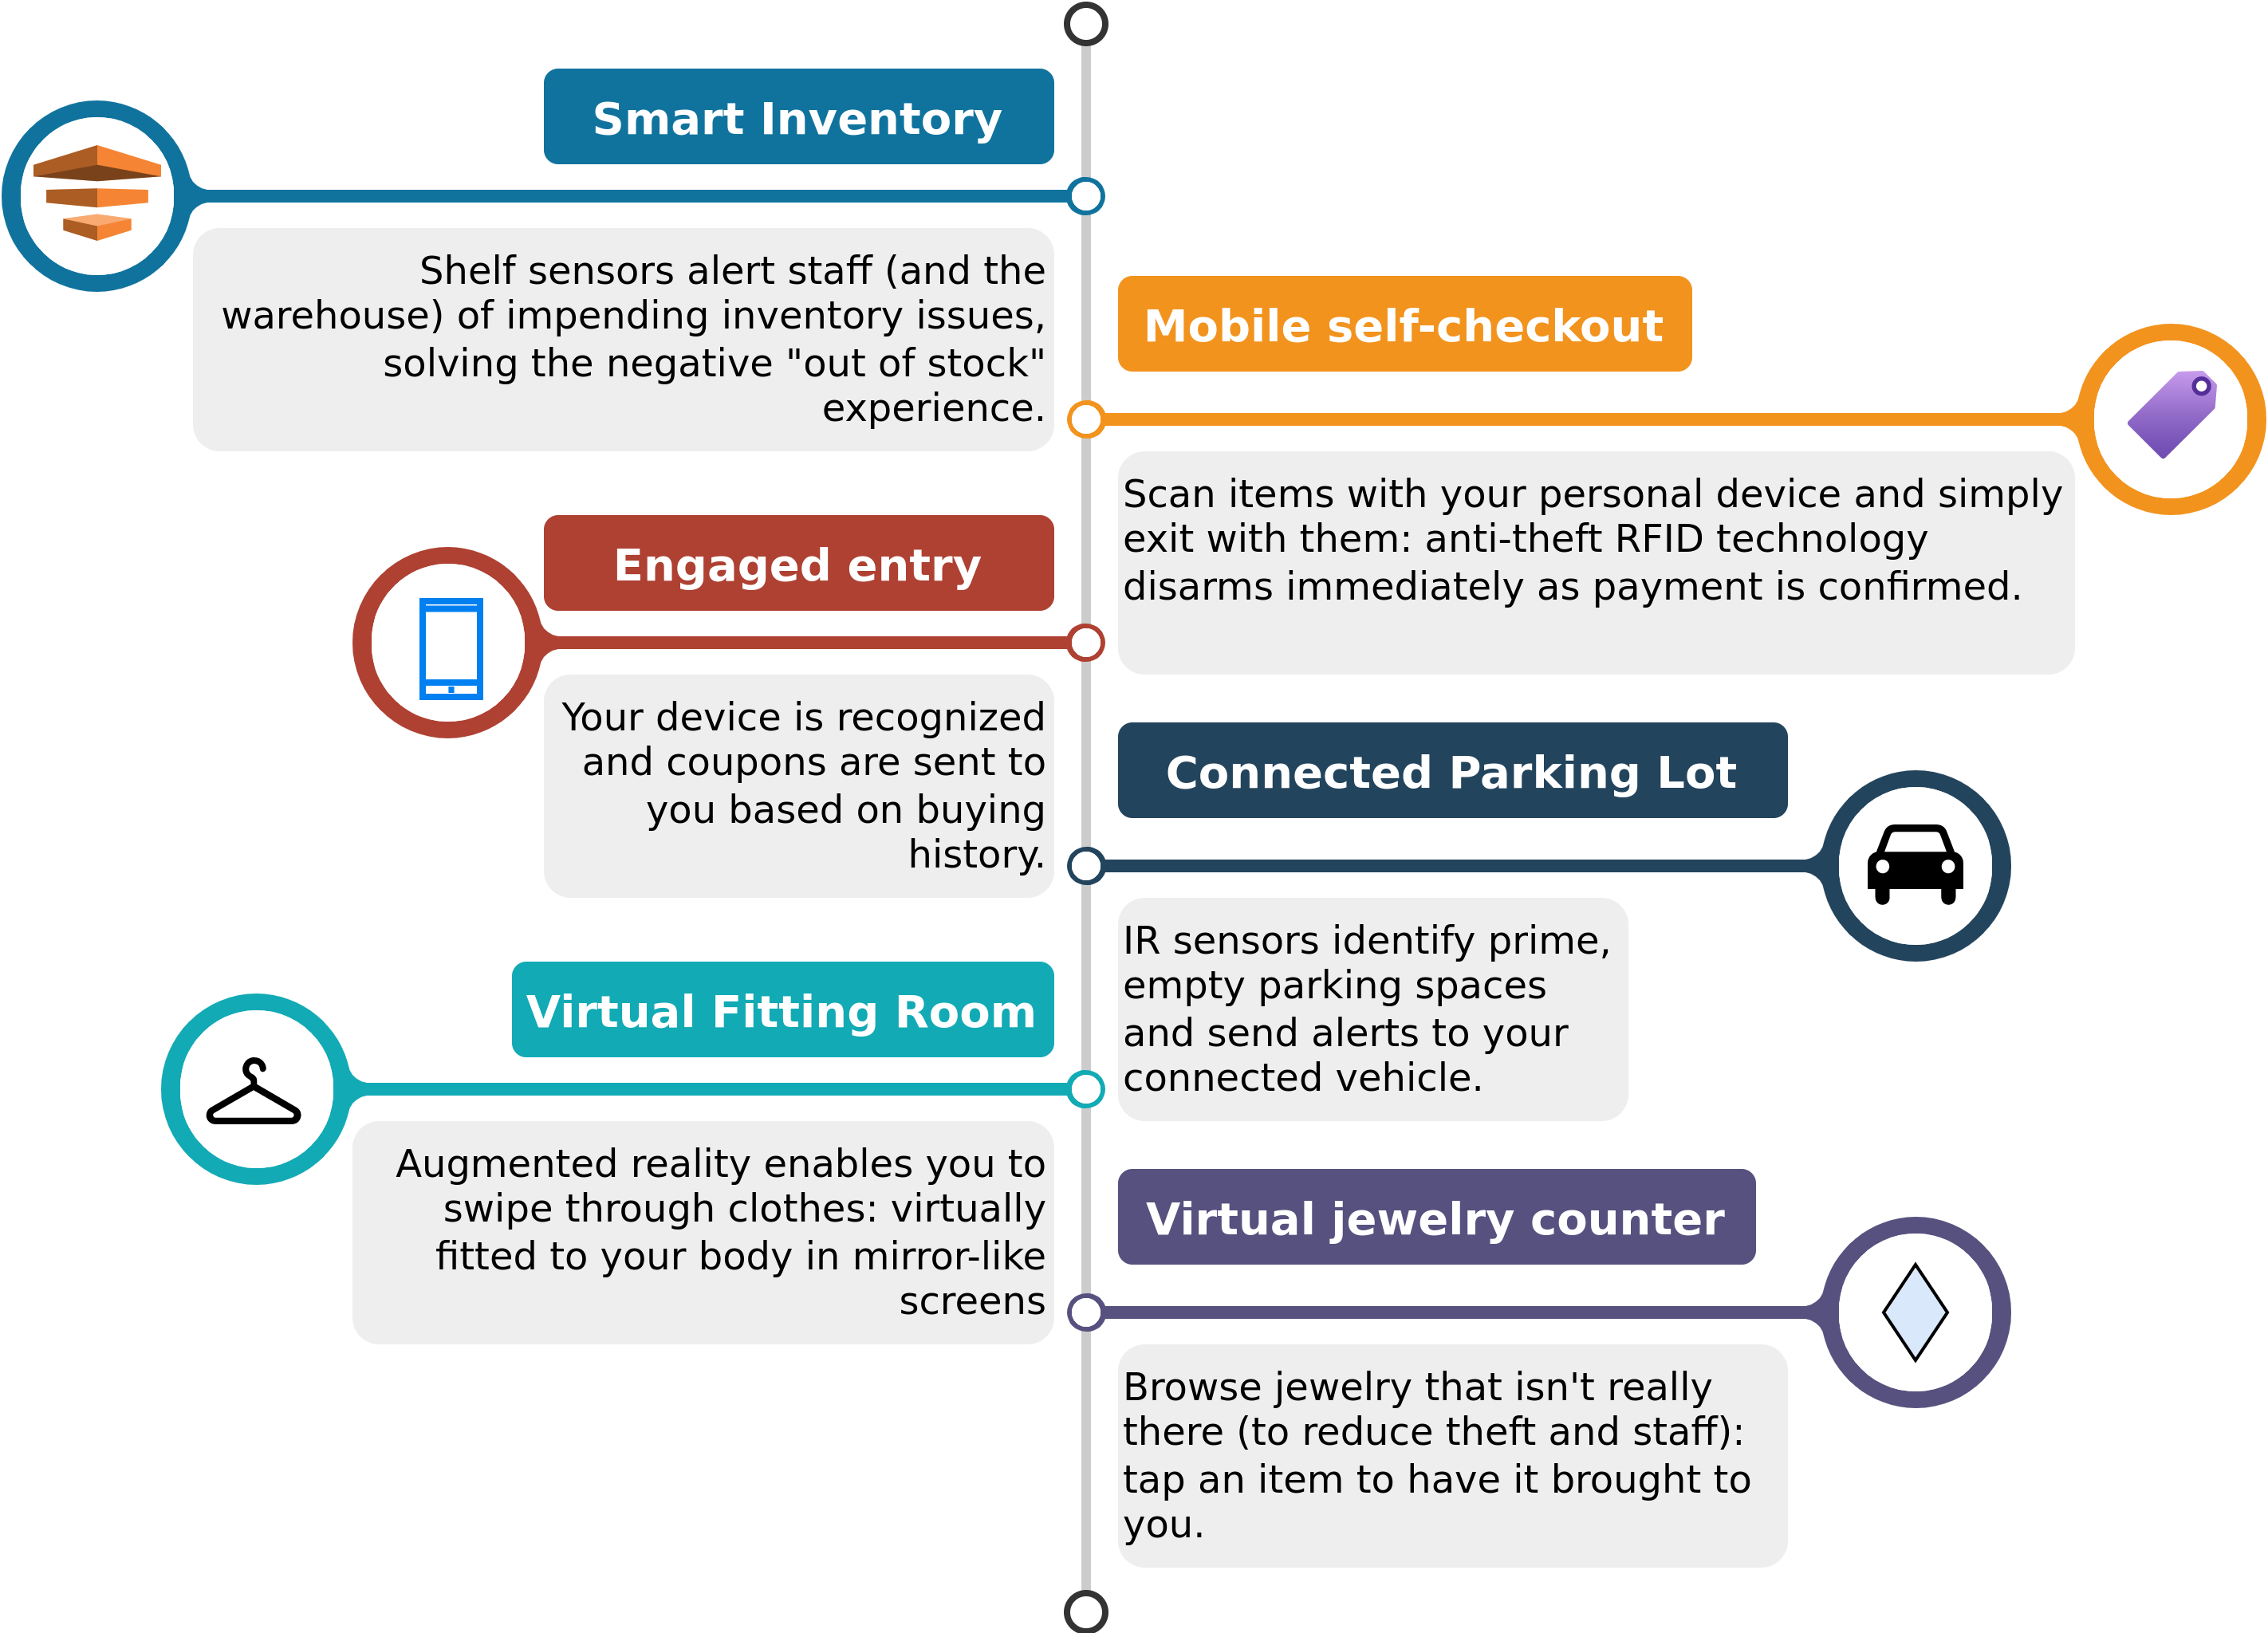 Smart Inventory
Shelf sensors alert staff (and the
warehouse) of impending inventory issues,
solving the negative "out of stock"
experience.
Mobile self-checkout
Scan items with your personal device and simply
exit with them: anti-theft RFID technology
disarms immediately as payment is confirmed.
Engaged entry
Your device is recognized
and coupons are sent to
you based on buying
history.
Connected Parking Lot
IR sensors identify prime,
empty parking spaces
and send alerts to your
connected vehicle.
Virtual Fitting Room
Augmented reality enables you to
swipe through clothes: virtually
fitted to your body in mirror-like
screens
Virtual jewelry counter
Browse jewelry that isn't really
there (to reduce theft and staff):
tap an item to have it brought to
you.